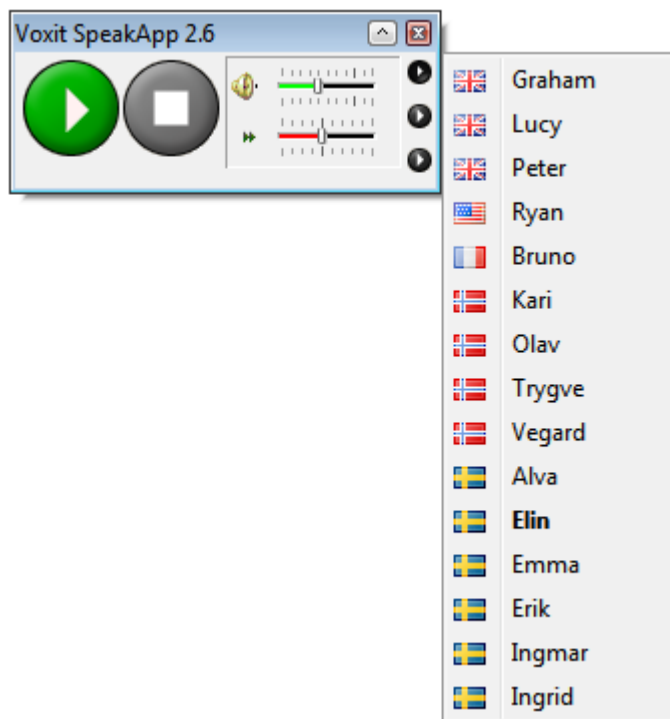 Voxit SpeakApp 2.6
Graham
Lucy
Peter
Ryan
Bruno
Kari
Olav
Trygve
Vegard
Alva
Elin
Emma
Erik
Ingmar
Ingrid